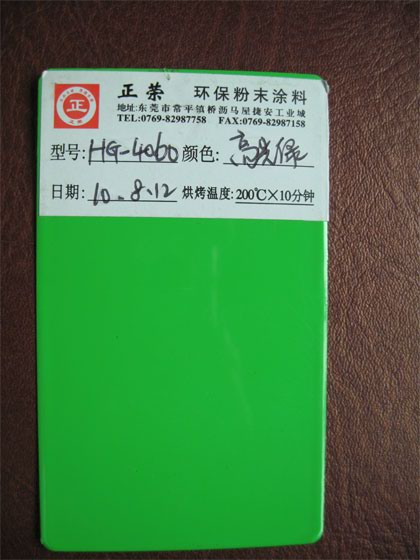 正荣 环保粉末涂料
地址:东莞市常平镇桥沥马屋捷安工业城
TEL:0769-82987758 FAX:0769-82987158
正
型号:HG-4060 颜色:高光绿
日期:10.8.12 烘烤温度:200℃×10分钟